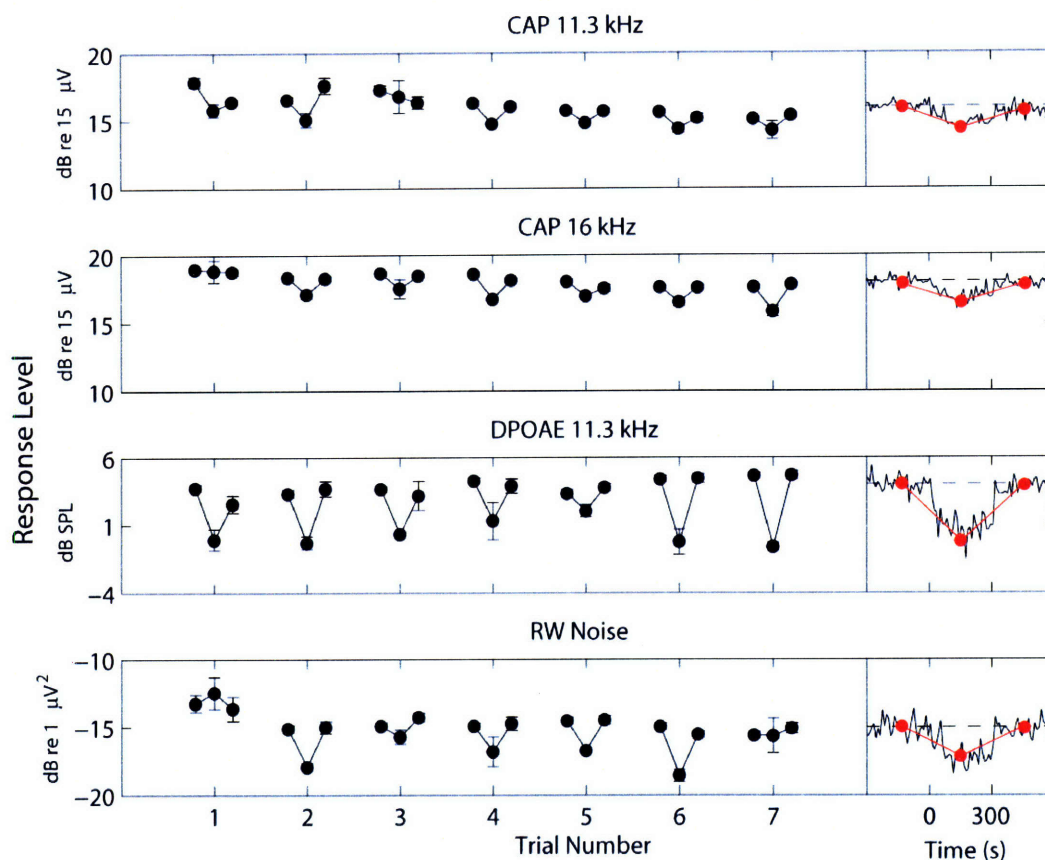 CAP 11.3 kHz
20
15
10
dB re 15 μV
CAP 16 kHz
20
15
10
dB re 15 μV
DPOAE 11.3 kHz
6
1
−4
dB SPL
RW Noise
−10
−15
−20
dB re 1 μV²
Response Level
1 2 3 4 5 6 7
Trial Number
0 300
Time (s)